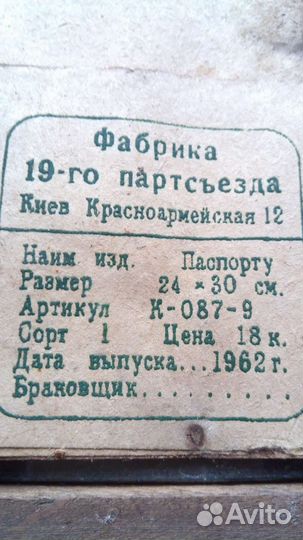 Фабрика
19-го партсъезда
Киев Красноармейская 12
Наим. изд. Паспорту
Размер 24 × 30 см.
Артикул К-087-9
Сорт 1 Цена 18 к.
Дата выпуска...1962 г.
Браковщик..........
Avito